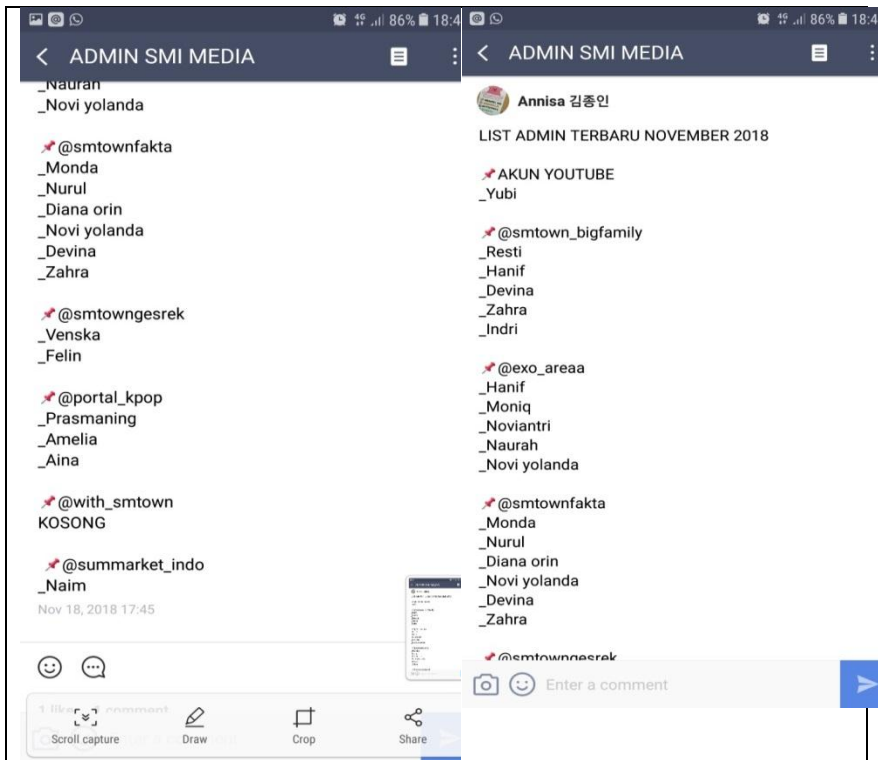 86% 18:4
ADMIN SMI MEDIA
_Naurah
_Novi yolanda
@smtownfakta
_Monda
_Nurul
_Diana orin
_Novi yolanda
_Devina
_Zahra
@smtowngesrek
_Venska
_Felin
@portal_kpop
_Prasmaning
_Amelia
_Aina
@with_smtown
KOSONG
@summarket_indo
_Naim
Nov 18, 2018 17:45
Scroll capture
Draw
Crop
Share
86% 18:4
ADMIN SMI MEDIA
Annisa 김종인
LIST ADMIN TERBARU NOVEMBER 2018
AKUN YOUTUBE
_Yubi
@smtown_bigfamily
_Resti
_Hanif
_Devina
_Zahra
_Indri
@exo_areaa
_Hanif
_Moniq
_Noviantri
_Naurah
_Novi yolanda
@smtownfakta
_Monda
_Nurul
_Diana orin
_Novi yolanda
_Devina
_Zahra
@smtowngesrek
Enter a comment